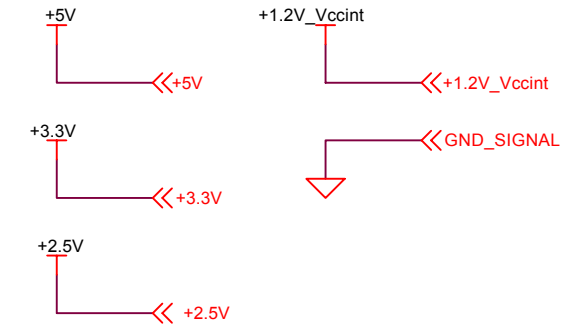 +5V
+5V
+3.3V
+3.3V
+2.5V
+2.5V
+1.2V_Vccint
+1.2V_Vccint
GND_SIGNAL